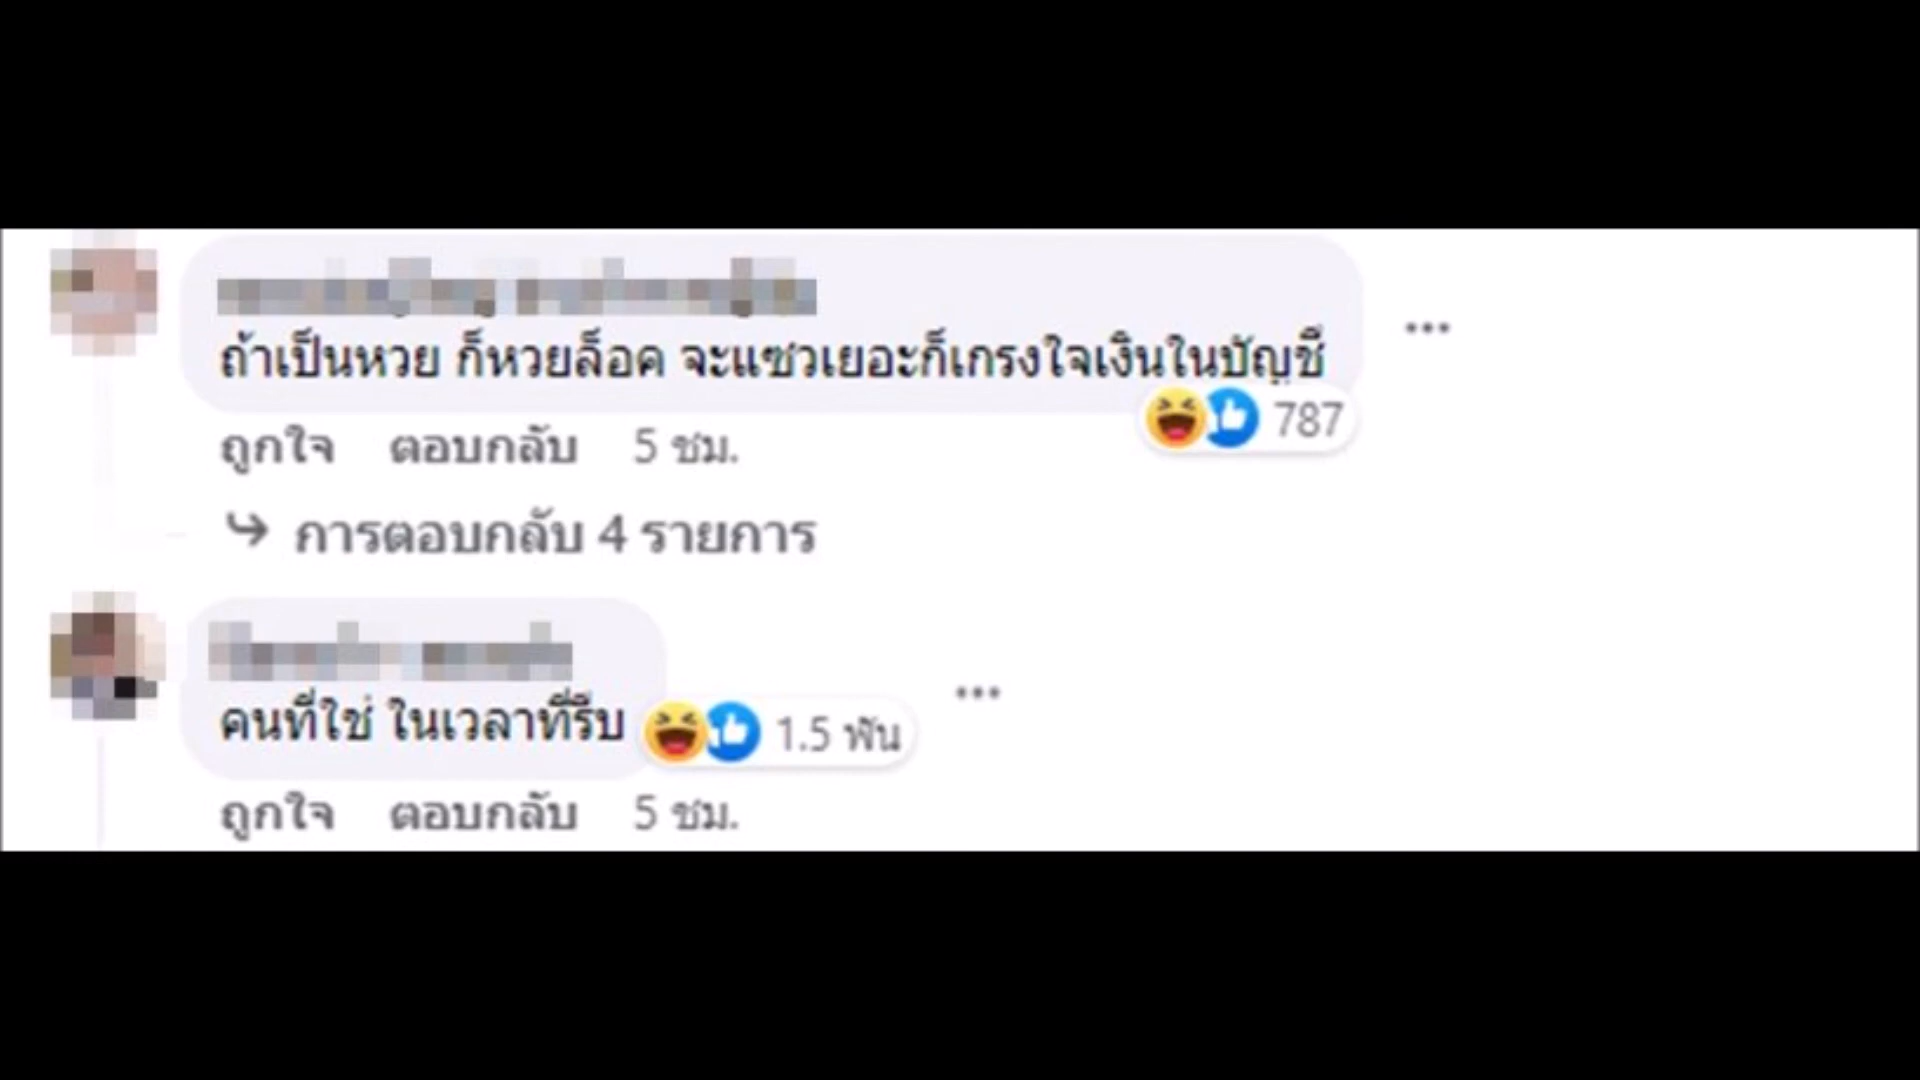 ถ้าเป็นหวย ก็หวยล็อค จะแซวเยอะก็เกรงใจเงินในบัญชี
787
ถูกใจ ตอบกลับ 5 ชม.
การตอบกลับ 4 รายการ
คนที่ใช่ ในเวลาที่รีบ
1.5 พัน
ถูกใจ ตอบกลับ 5 ชม.